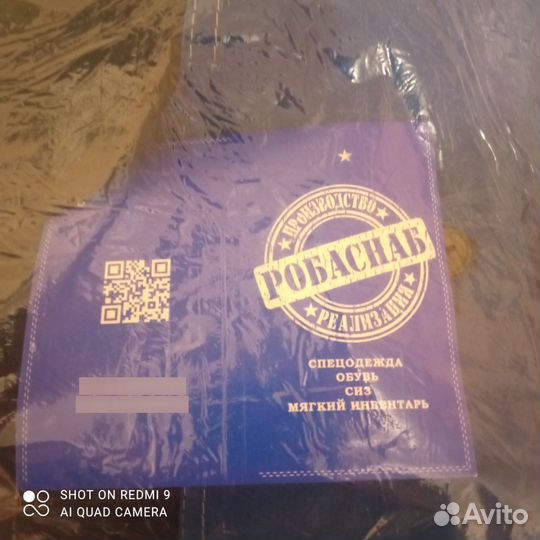 ПРОИЗВОДСТВО
РОБАСНАБ
РЕАЛИЗАЦИЯ
СПЕЦОДЕЖДА
ОБУВЬ
СИЗ
МЯГКИЙ ИНВЕНТАРЬ
SHOT ON REDMI 9
AI QUAD CAMERA
Avito